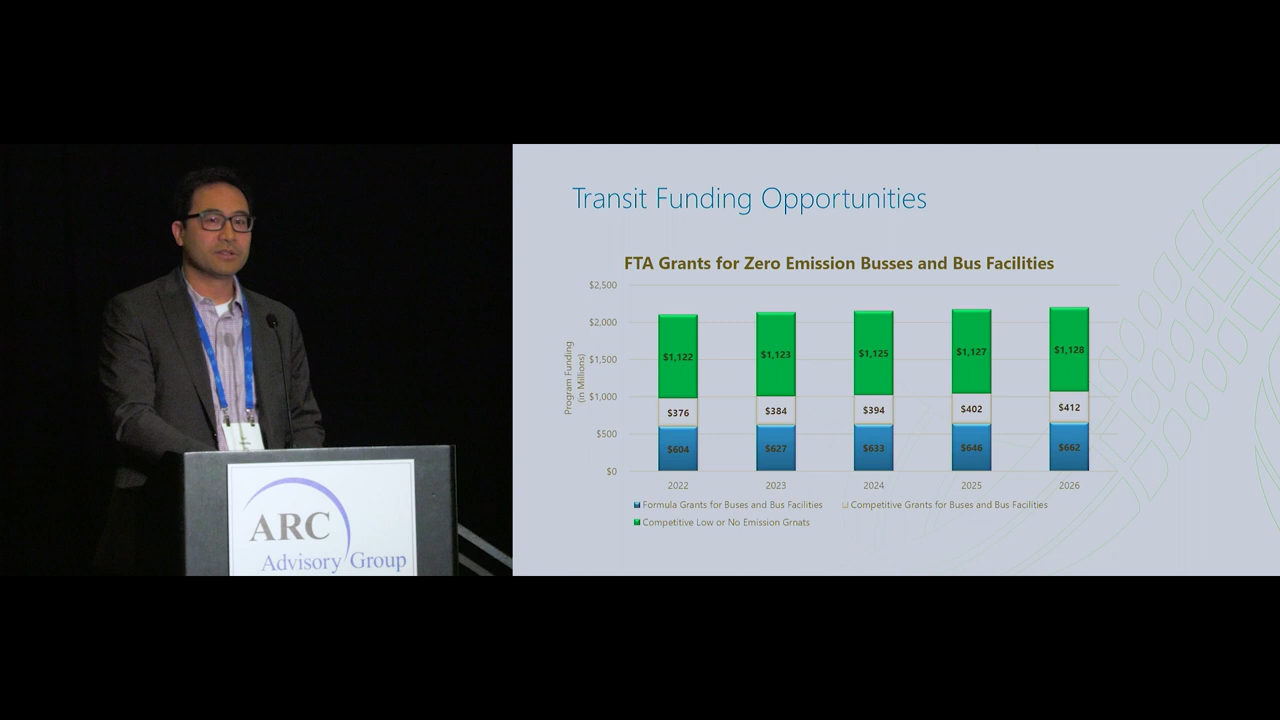 Transit Funding Opportunities
FTA Grants for Zero Emission Busses and Bus Facilities
Program Funding
(in Millions)
$2,500
$2,000
$1,500
$1,000
$500
$0
$1,122
$1,123
$1,125
$1,127
$1,128
$376
$384
$394
$402
$412
$604
$627
$633
$646
$662
2022
2023
2024
2025
2026
Formula Grants for Buses and Bus Facilities
Competitive Grants for Buses and Bus Facilities
Competitive Low or No Emission Grnats
ARC
Advisory Group